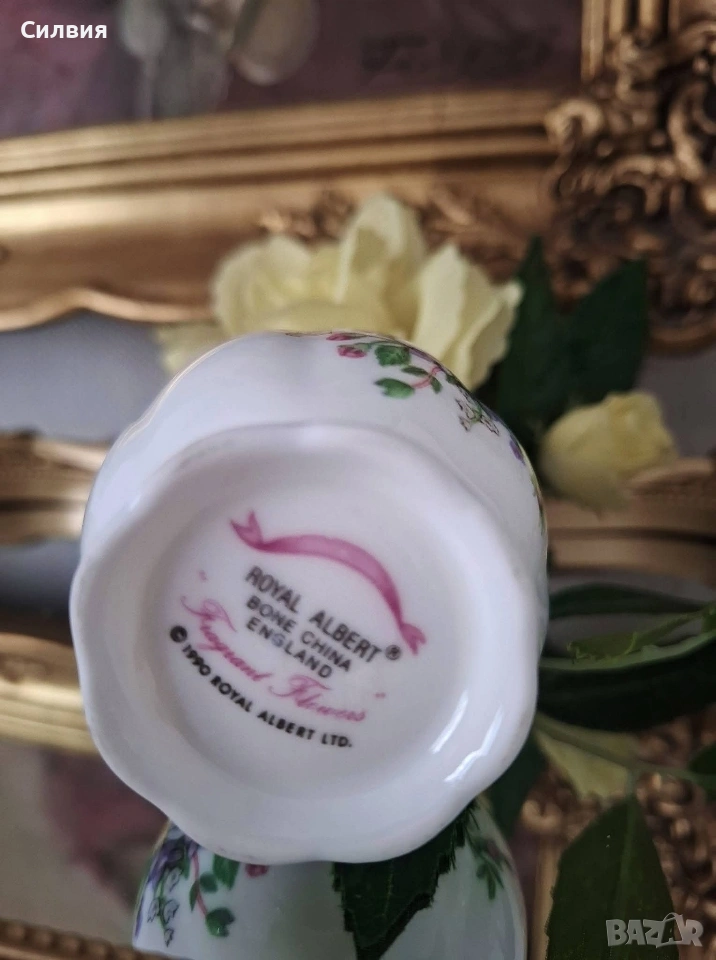 Силвия
ROYAL ALBERT®
BONE CHINA
ENGLAND
"Fragrant Flowers"
© 1990 ROYAL ALBERT LTD.
BAZAR